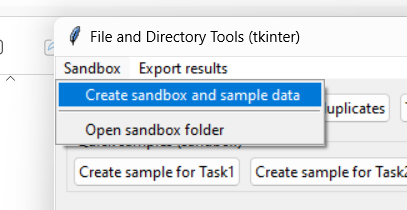 File and Directory Tools (tkinter)
Sandbox Export results
Create sandbox and sample data
Open sandbox folder
Create sample for Task1 Create sample for Task2